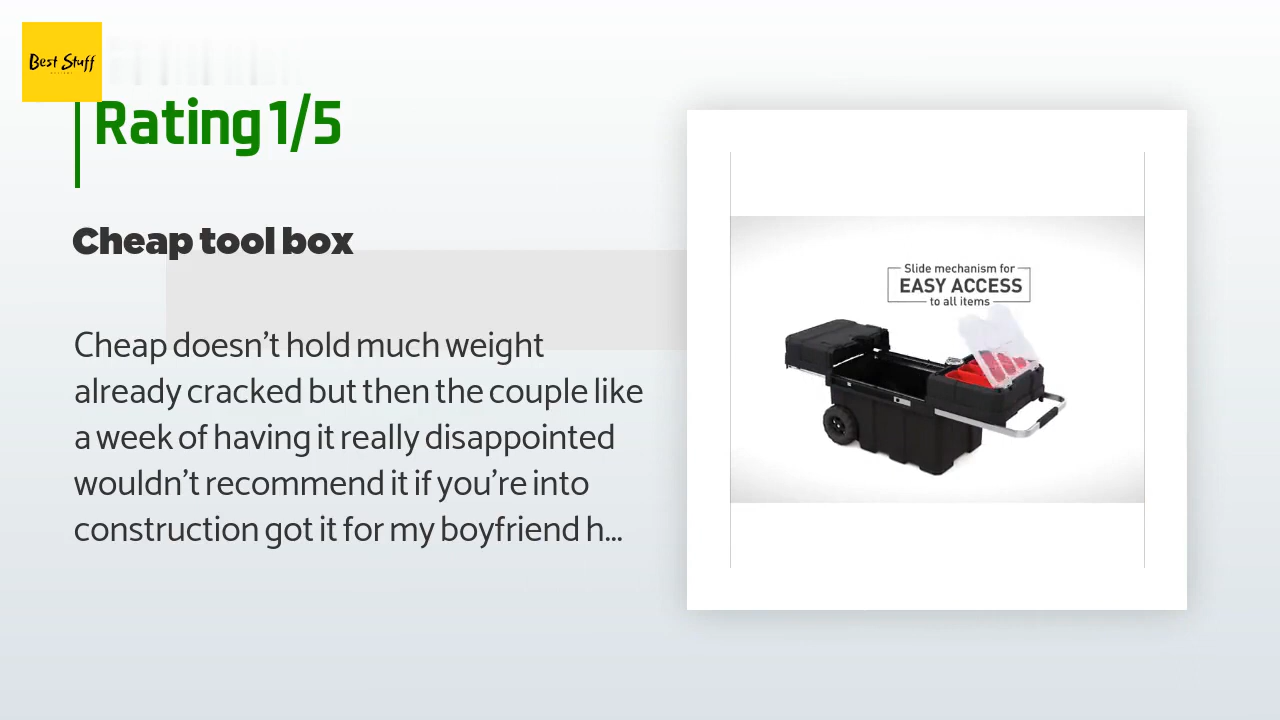 Best Stuff
Rating 1/5
Cheap tool box
Cheap doesn't hold much weight
already cracked but then the couple like
a week of having it really disappointed
wouldn't recommend it if you're into
construction got it for my boyfriend h...
Slide mechanism for
EASY ACCESS
to all items